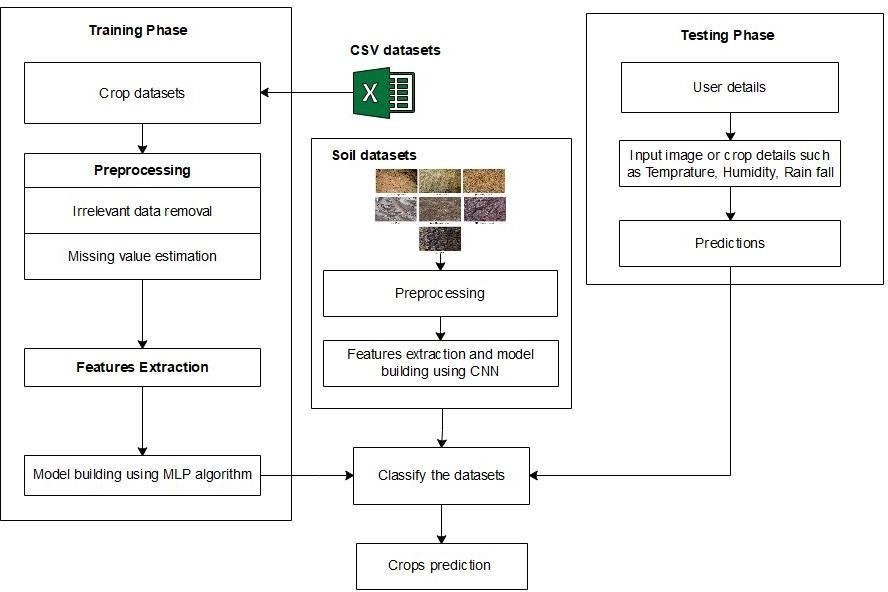 Training Phase
Crop datasets
Preprocessing
Irrelevant data removal
Missing value estimation
Features Extraction
Model building using MLP algorithm
CSV datasets
X
Soil datasets
Preprocessing
Features extraction and model
building using CNN
Classify the datasets
Crops prediction
Testing Phase
User details
Input image or crop details such
as Temprature, Humidity, Rain fall
Predictions